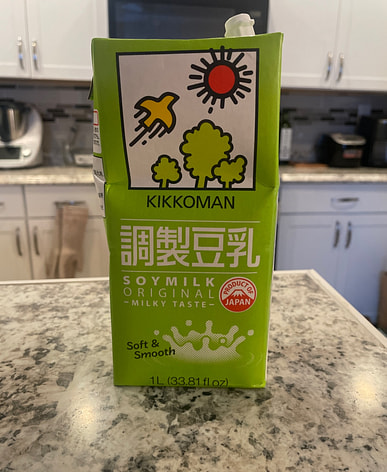 KIKKOMAN
調製豆乳
SOYMILK
ORIGINAL
–MILKY TASTE–
PRODUCT OF
JAPAN
Soft &
Smooth
1L (33.81 fl oz)